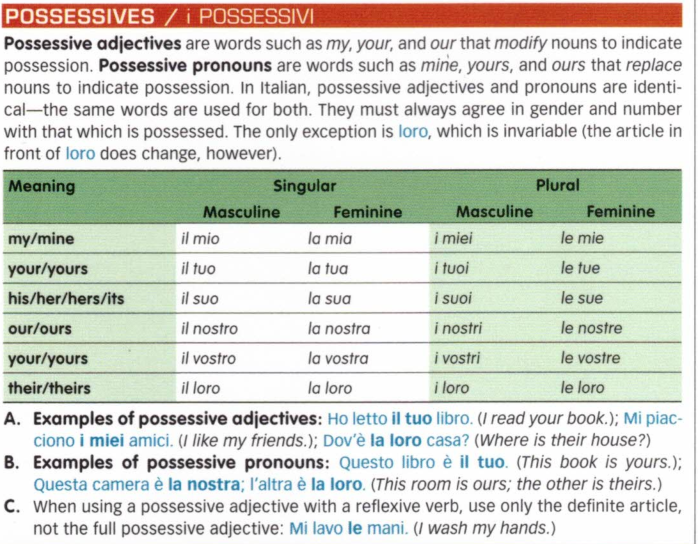 POSSESSIVES / i POSSESSIVI
Possessive adjectives are words such as my, your, and our that modify nouns to indicate
possession. Possessive pronouns are words such as mine, yours, and ours that replace
nouns to indicate possession. In Italian, possessive adjectives and pronouns are identi-
cal—the same words are used for both. They must always agree in gender and number
with that which is possessed. The only exception is loro, which is invariable (the article in
front of loro does change, however).
Meaning Singular Plural
Masculine Feminine Masculine Feminine
my/mine il mio la mia i miei le mie
your/yours il tuo la tua i tuoi le tue
his/her/hers/its il suo la sua i suoi le sue
our/ours il nostro la nostra i nostri le nostre
your/yours il vostro la vostra i vostri le vostre
their/theirs il loro la loro i loro le loro
A. Examples of possessive adjectives: Ho letto il tuo libro. (I read your book.); Mi piac-
ciono i miei amici. (I like my friends.); Dov'è la loro casa? (Where is their house?)
B. Examples of possessive pronouns: Questo libro è il tuo. (This book is yours.);
Questa camera è la nostra; l'altra è la loro. (This room is ours; the other is theirs.)
C. When using a possessive adjective with a reflexive verb, use only the definite article,
not the full possessive adjective: Mi lavo le mani. (I wash my hands.)